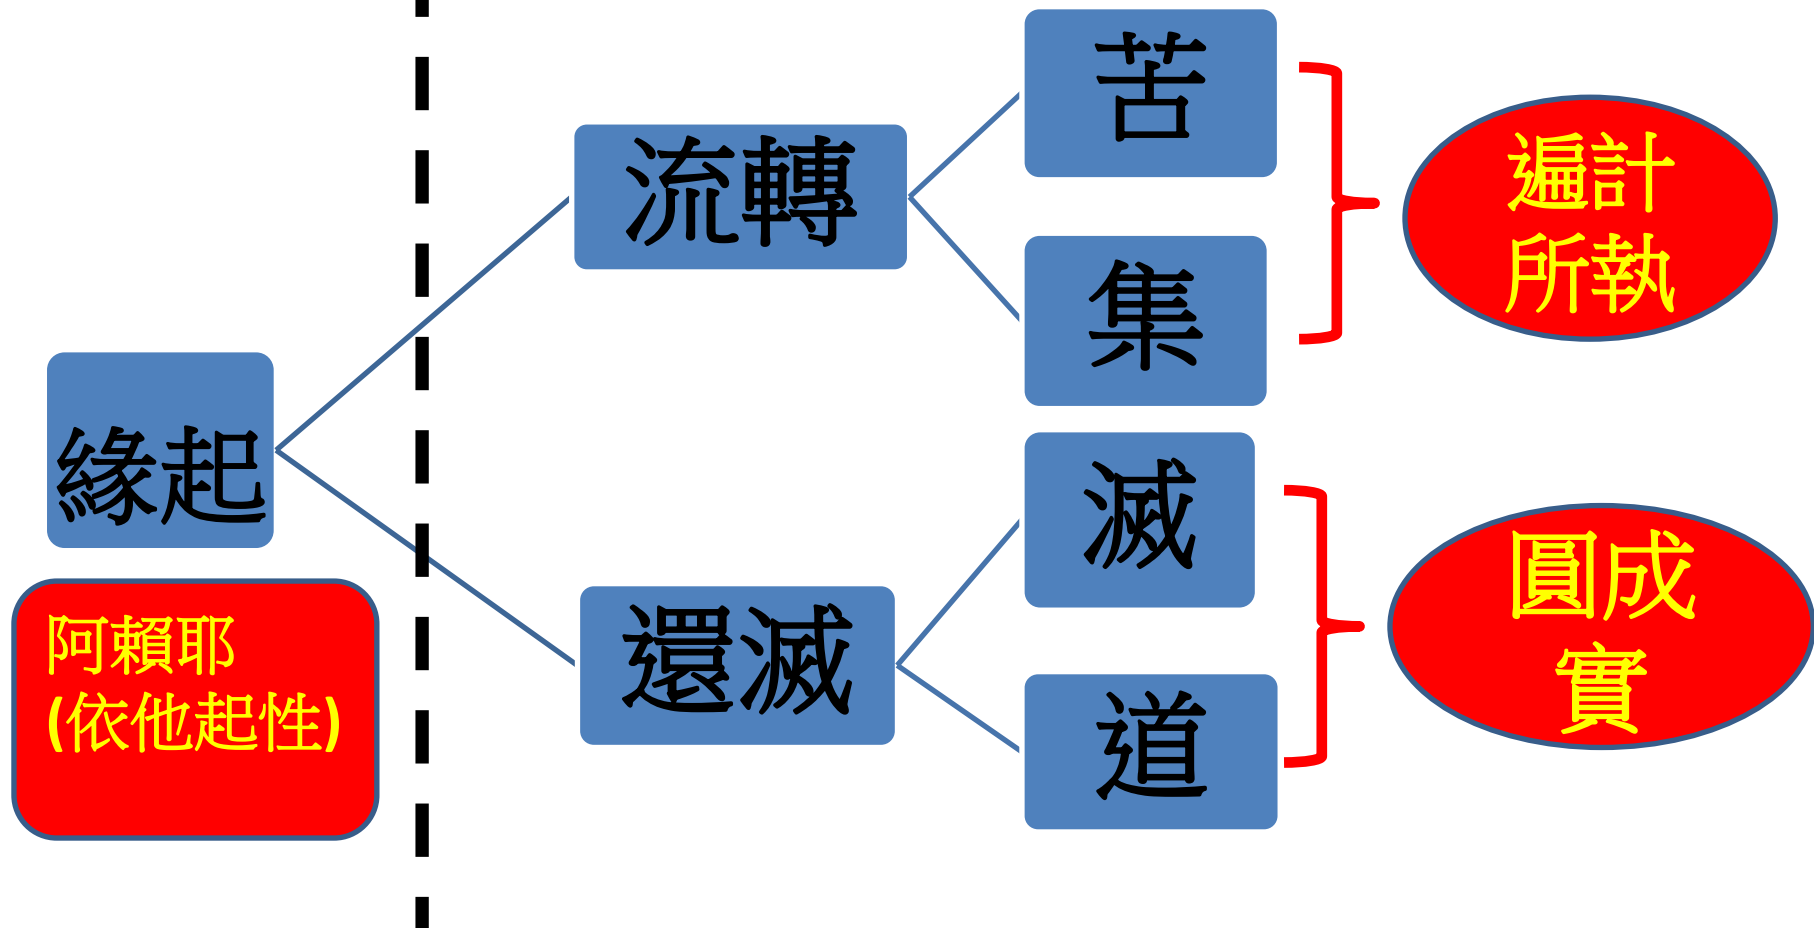 緣起
阿賴耶
(依他起性)
流轉
還滅
苦
集
滅
道
遍計
所執
圓成
實